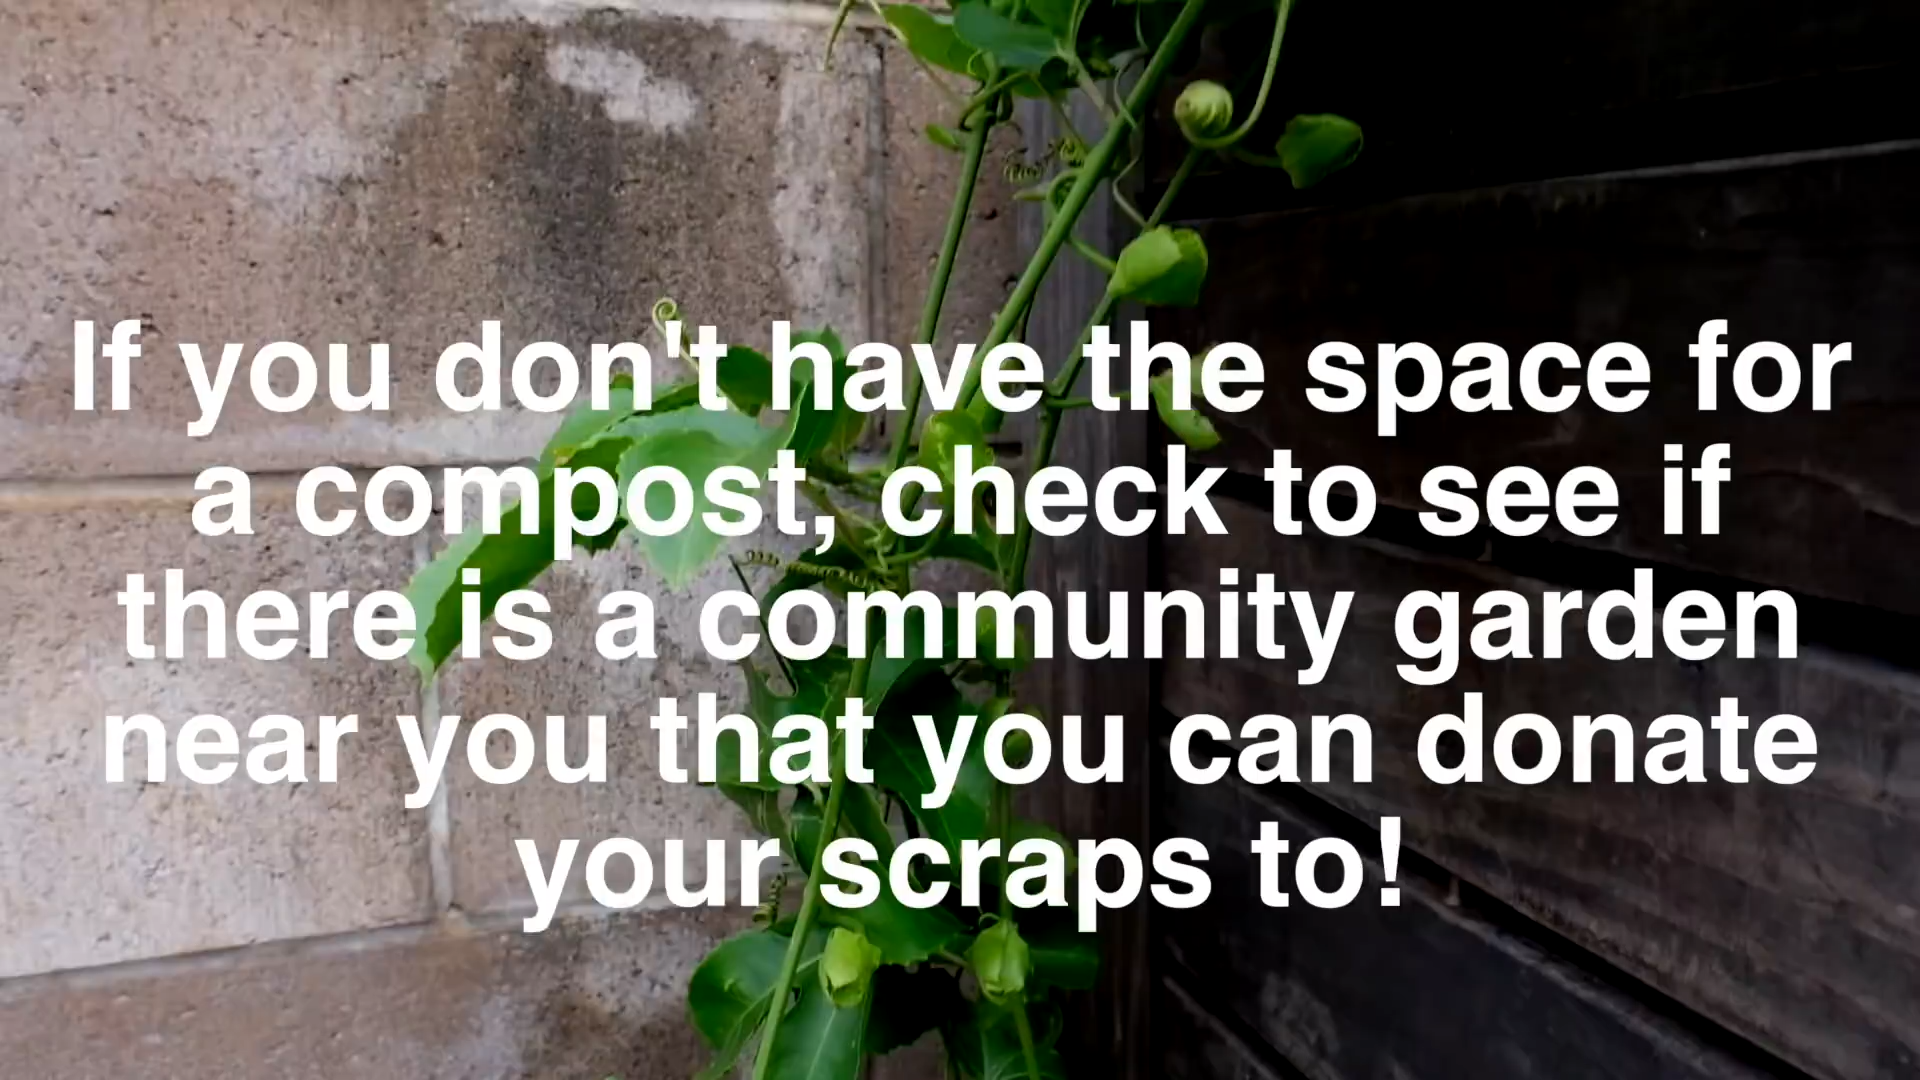 If you don't have the space for
a compost, check to see if
there is a community garden
near you that you can donate
your scraps to!